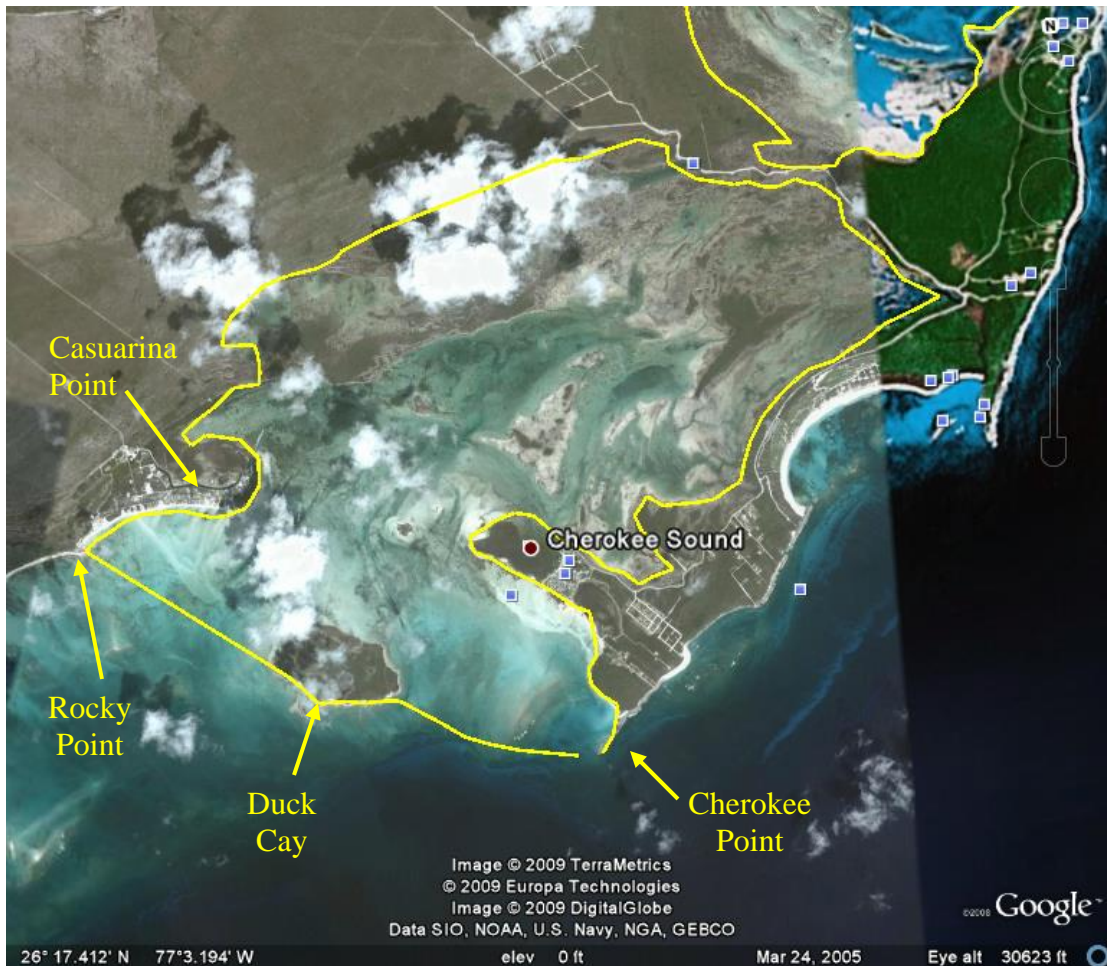 N
Casuarina
Point
Cherokee Sound
Rocky
Point
Duck
Cay
Cherokee
Point
Image © 2009 TerraMetrics
© 2009 Europa Technologies
Image © 2009 DigitalGlobe
Data SIO, NOAA, U.S. Navy, NGA, GEBCO
©2008 Google™
26° 17.412' N 77°3.194' W elev 0 ft Mar 24, 2005 Eye alt 30623 ft